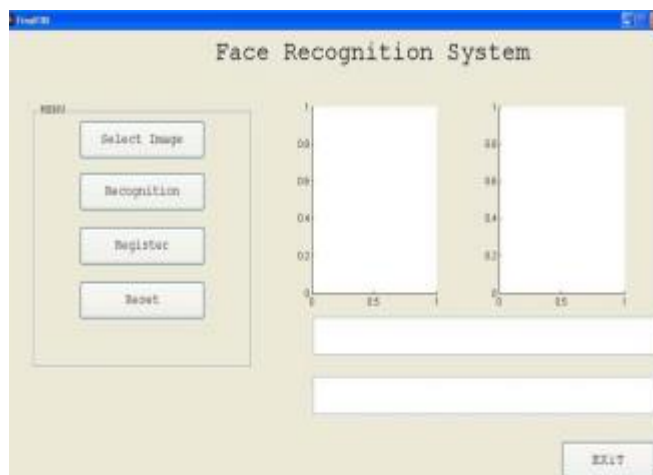 Face Recognition System
MENU
Select Image
Recognition
Register
Reset
1
0.8
0.6
0.4
0.2
0
0 0.5 1
1
0.8
0.6
0.4
0.2
0
0 0.5 1
EXiT